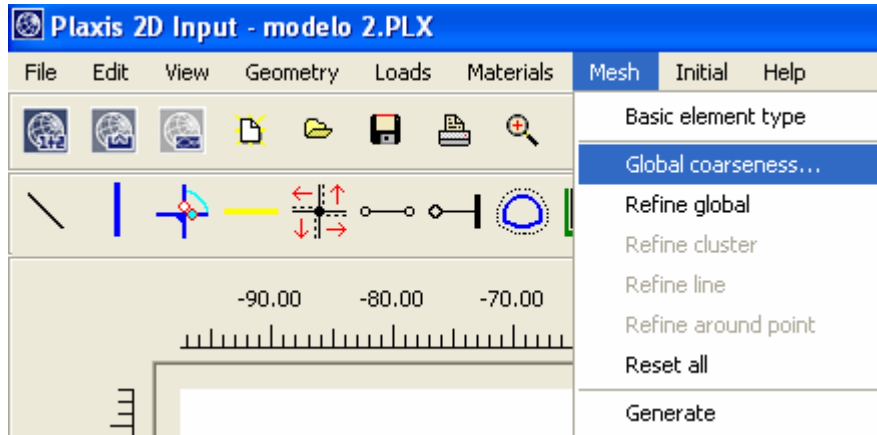 Plaxis 2D Input - modelo 2.PLX
File Edit View Geometry Loads Materials Mesh Initial Help
Basic element type
Global coarseness...
Refine global
Refine cluster
Refine line
Refine around point
Reset all
Generate
-90.00 -80.00 -70.00